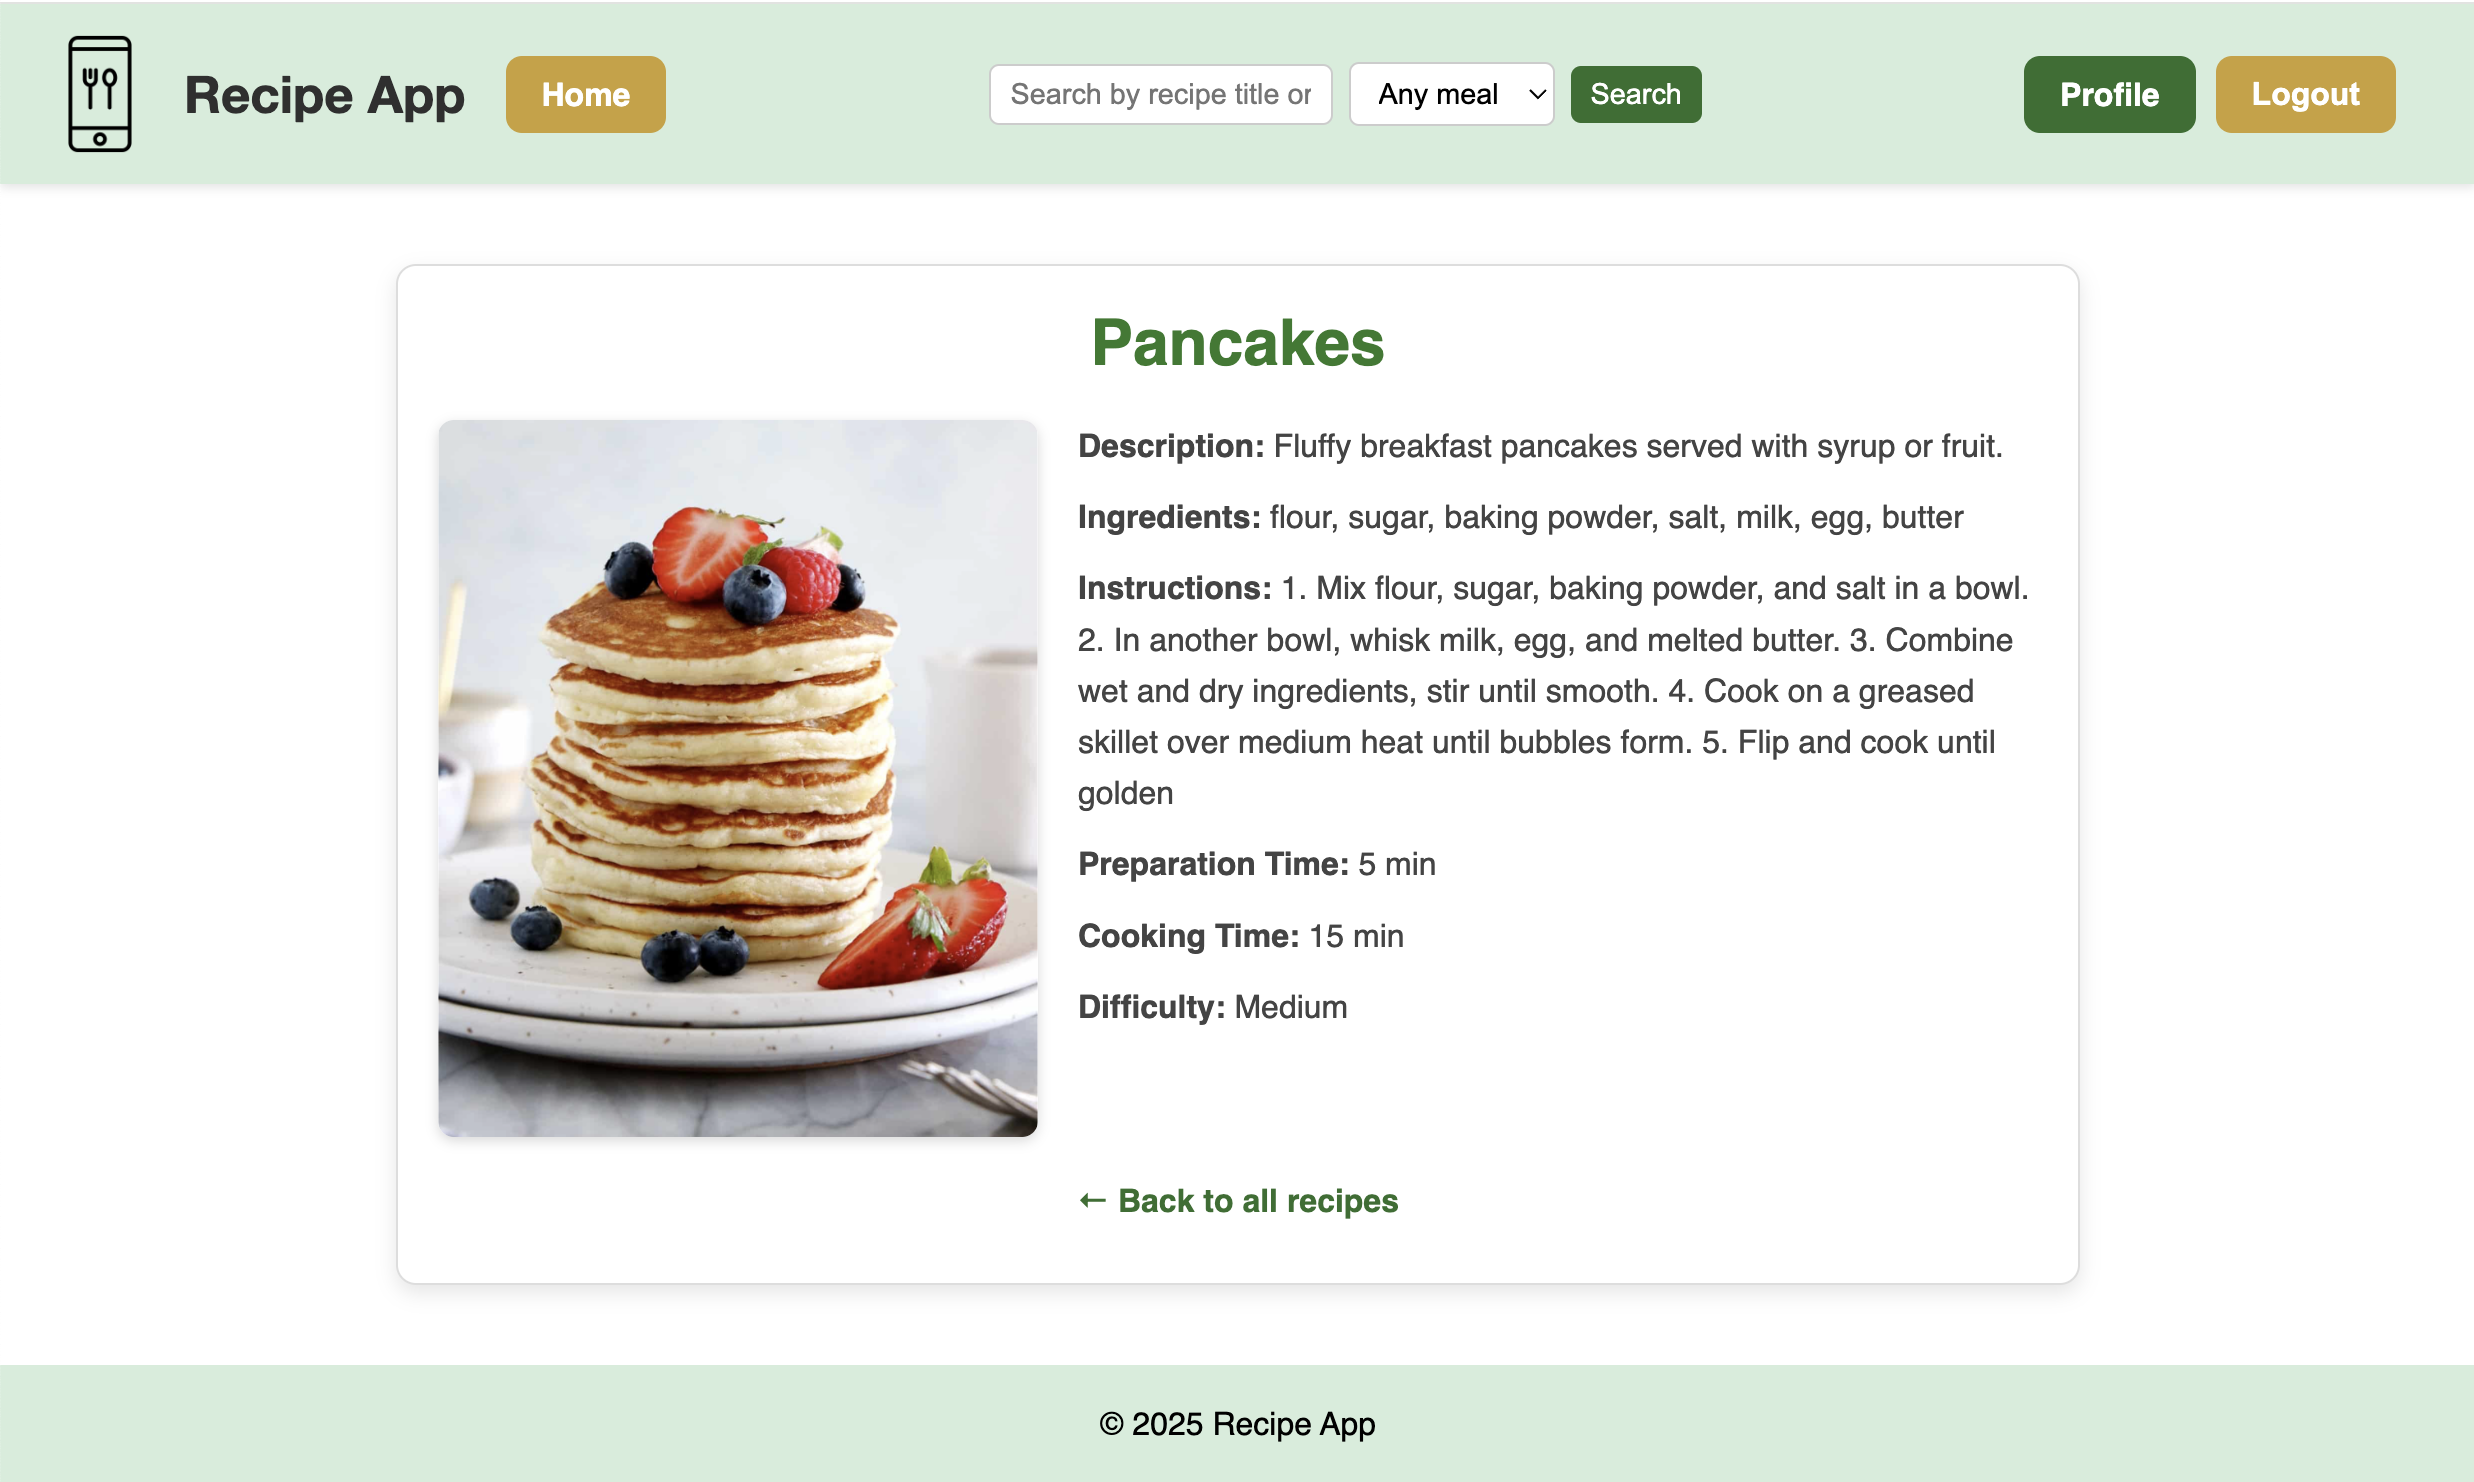 Recipe App
Home
Search by recipe title or
Any meal
Search
Profile
Logout
Pancakes
Description: Fluffy breakfast pancakes served with syrup or fruit.
Ingredients: flour, sugar, baking powder, salt, milk, egg, butter
Instructions: 1. Mix flour, sugar, baking powder, and salt in a bowl.
2. In another bowl, whisk milk, egg, and melted butter. 3. Combine
wet and dry ingredients, stir until smooth. 4. Cook on a greased
skillet over medium heat until bubbles form. 5. Flip and cook until
golden
Preparation Time: 5 min
Cooking Time: 15 min
Difficulty: Medium
← Back to all recipes
© 2025 Recipe App